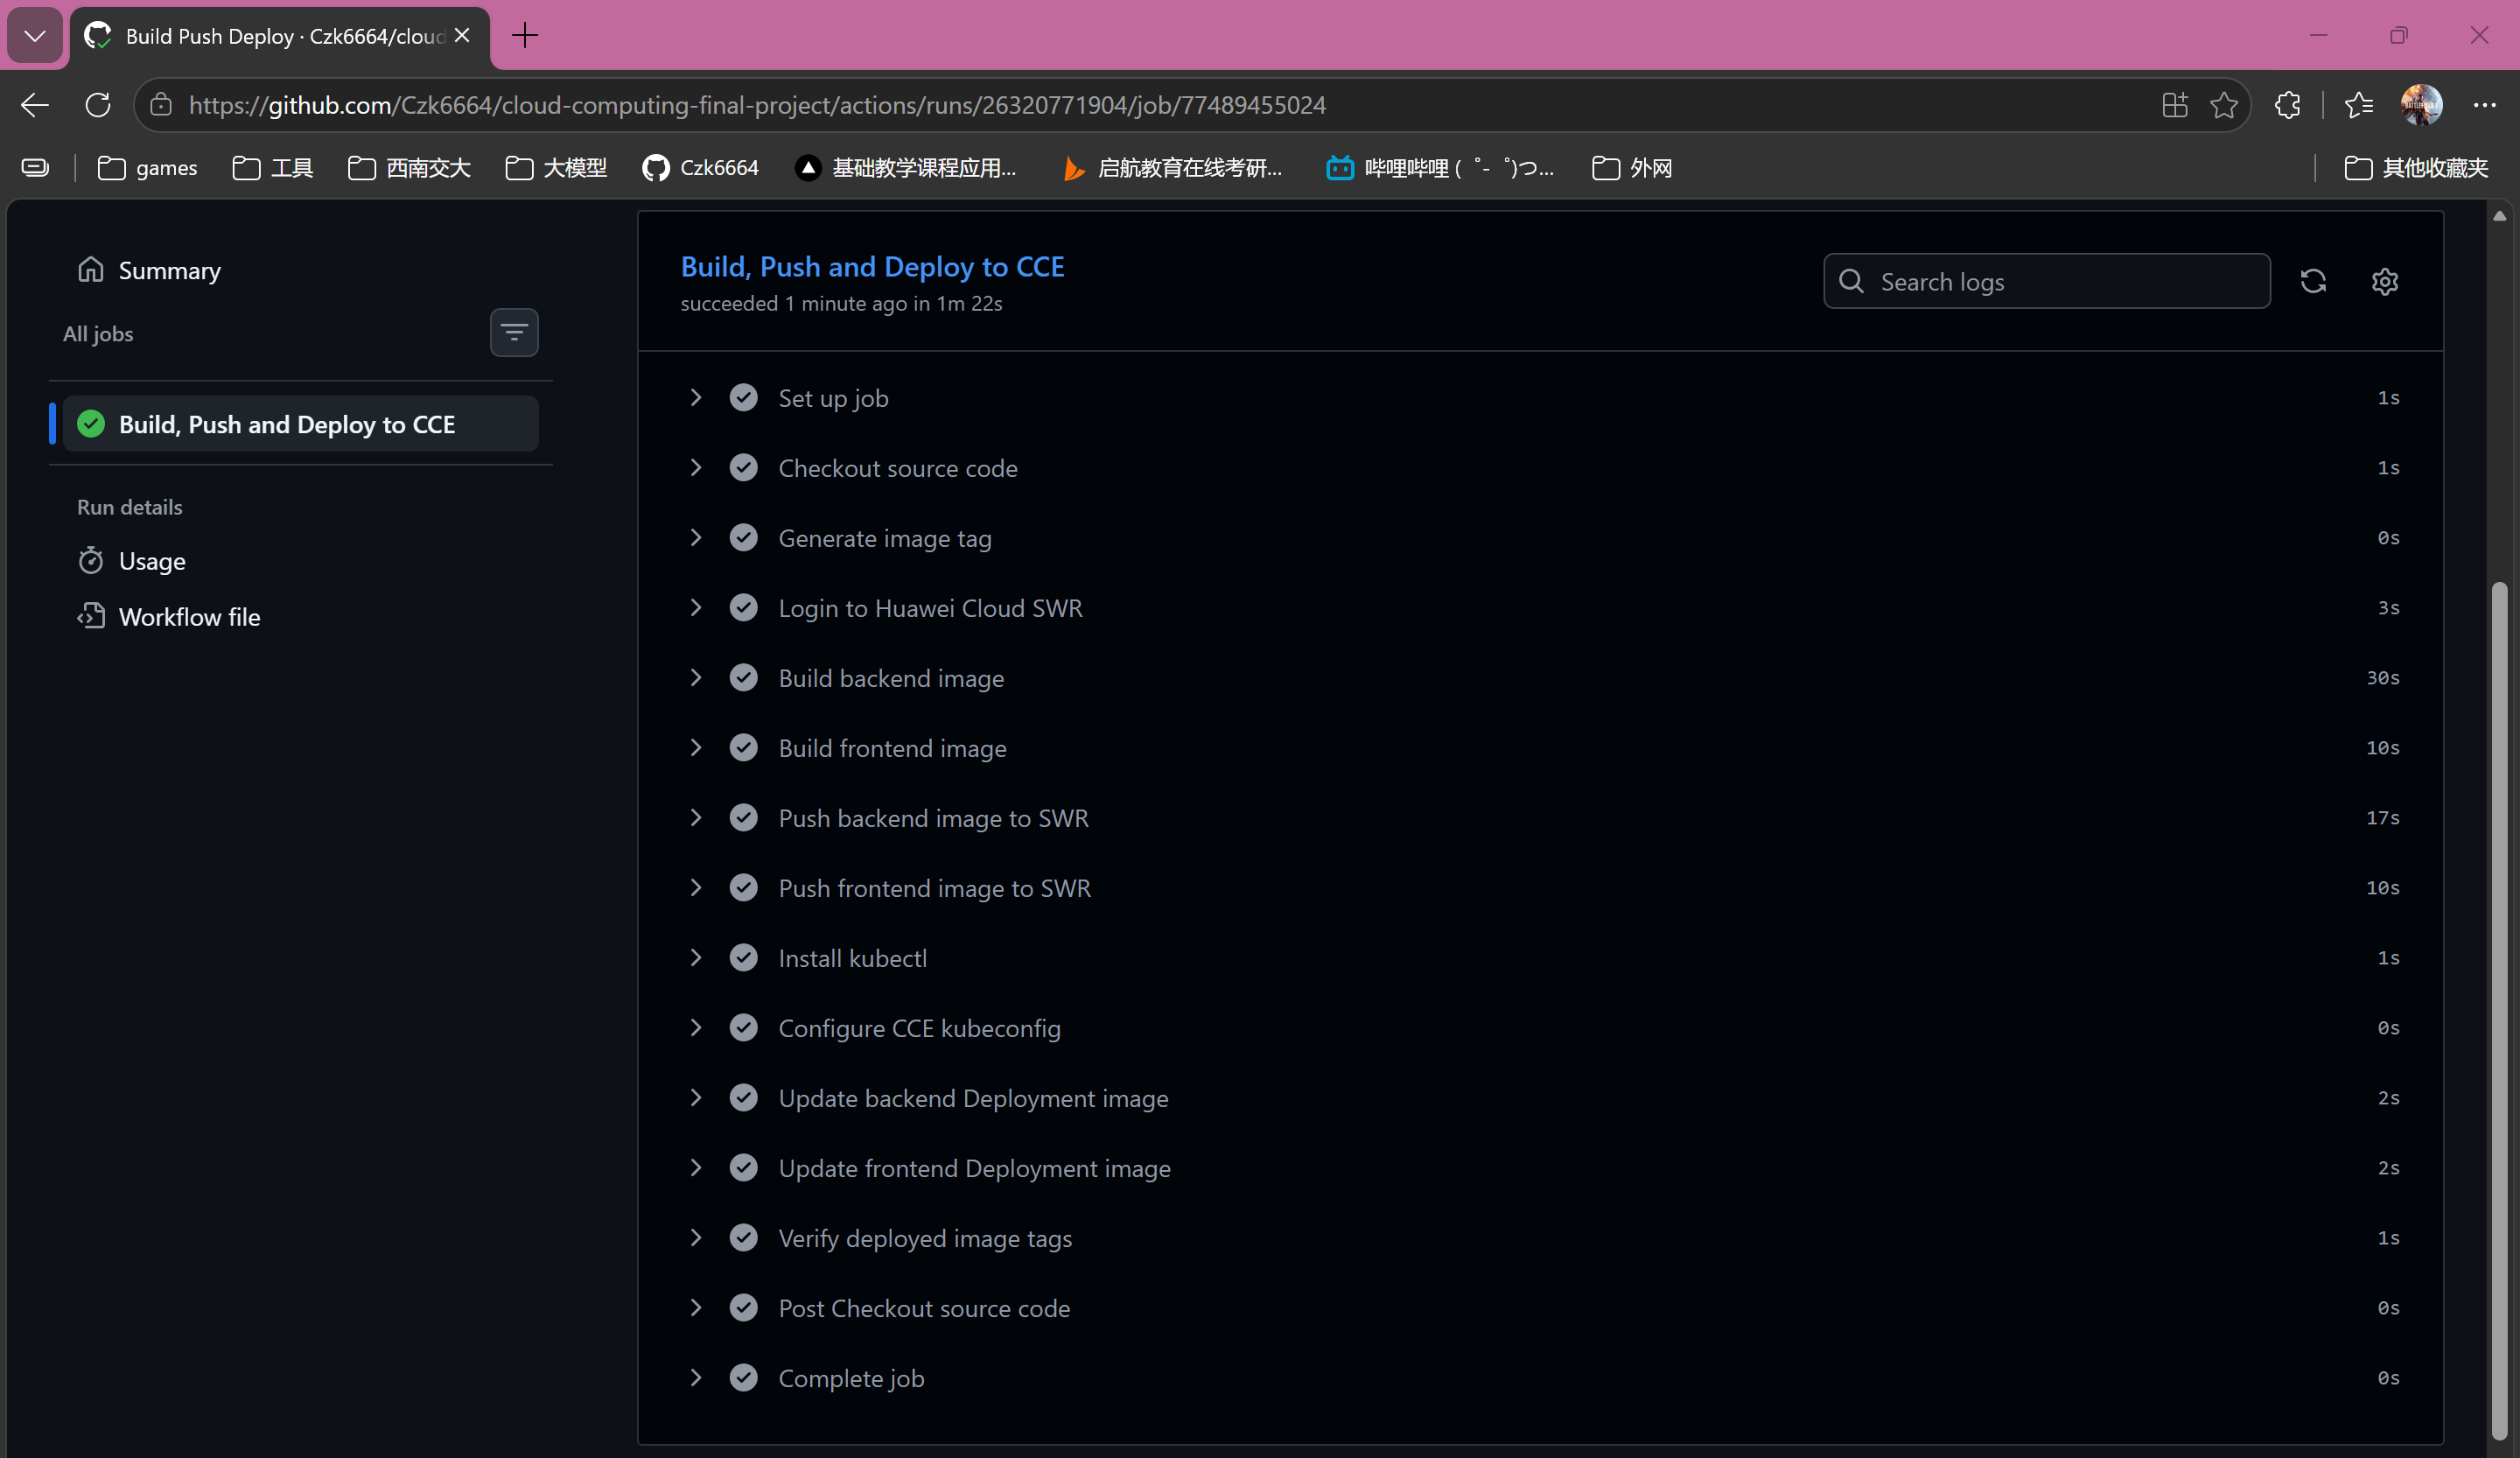 Build Push Deploy · Czk6664/cloud
https://github.com/Czk6664/cloud-computing-final-project/actions/runs/26320771904/job/77489455024
games 工具 西南交大 大模型 Czk6664 基础教学课程应用... 启航教育在线考研... 哔哩哔哩 ( ゜- ゜)つ... 外网 其他收藏夹
Summary
All jobs
Build, Push and Deploy to CCE
Run details
Usage
Workflow file
Build, Push and Deploy to CCE
succeeded 1 minute ago in 1m 22s
Search logs
Set up job 1s
Checkout source code 1s
Generate image tag 0s
Login to Huawei Cloud SWR 3s
Build backend image 30s
Build frontend image 10s
Push backend image to SWR 17s
Push frontend image to SWR 10s
Install kubectl 1s
Configure CCE kubeconfig 0s
Update backend Deployment image 2s
Update frontend Deployment image 2s
Verify deployed image tags 1s
Post Checkout source code 0s
Complete job 0s